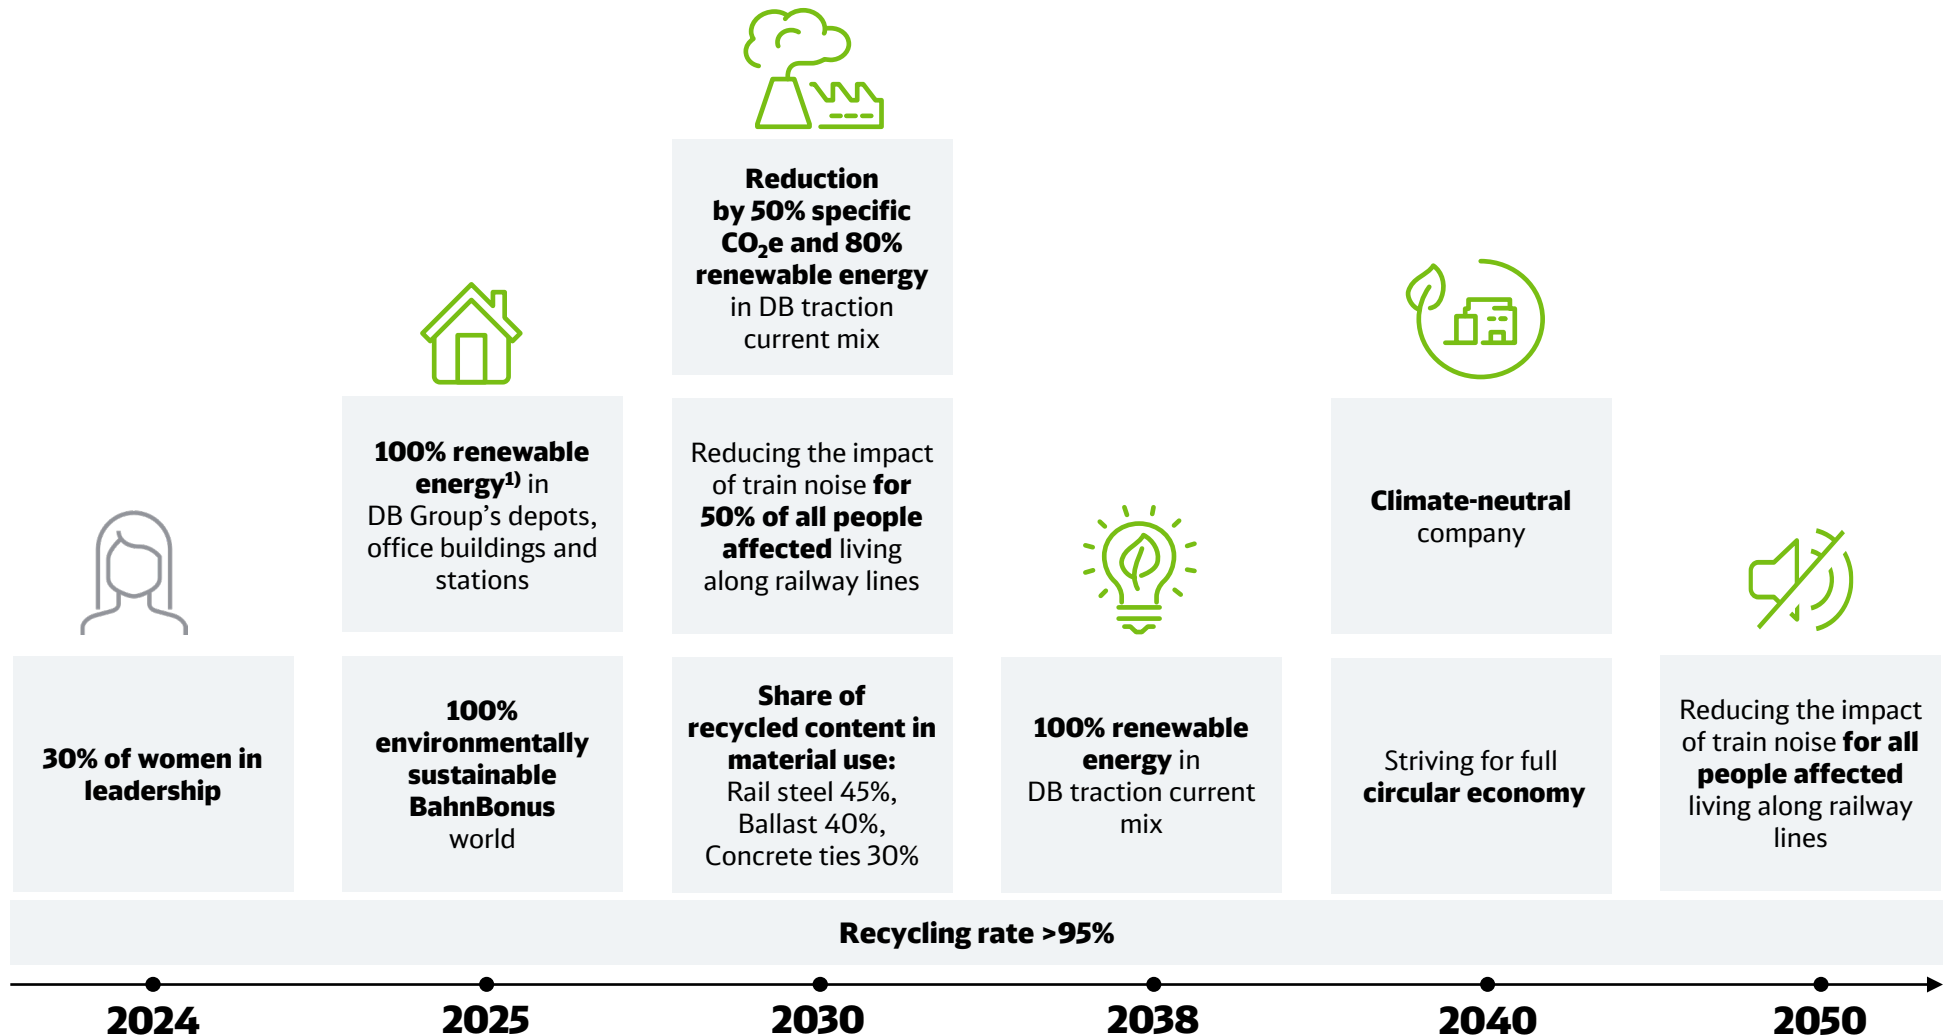 Reduction
by 50% specific
CO₂e and 80%
renewable energy
in DB traction
current mix
100% renewable
energy¹⁾ in
DB Group’s depots,
office buildings and
stations
Reducing the impact
of train noise for
50% of all people
affected living
along railway lines
Climate-neutral
company
30% of women in
leadership
100%
environmentally
sustainable
BahnBonus
world
Share of
recycled content in
material use:
Rail steel 45%,
Ballast 40%,
Concrete ties 30%
100% renewable
energy in
DB traction current
mix
Striving for full
circular economy
Reducing the impact
of train noise for all
people affected
living along railway
lines
Recycling rate >95%
2024
2025
2030
2038
2040
2050